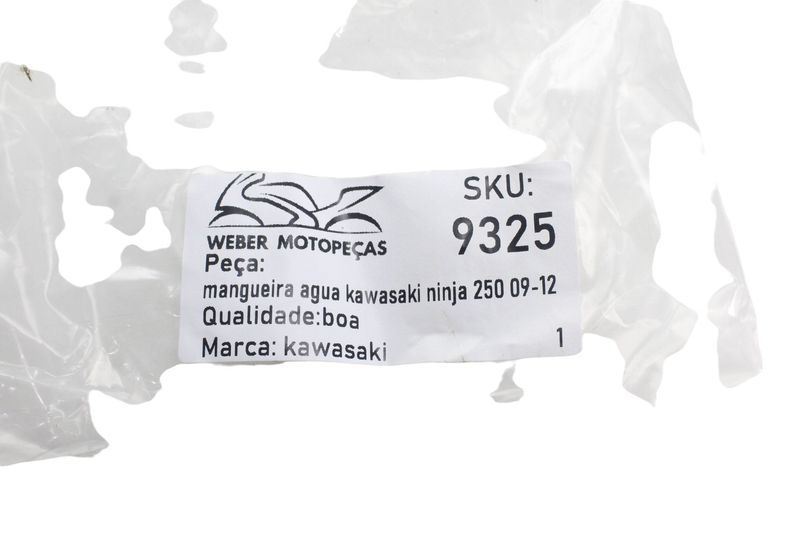 WEBER MOTOPEÇAS
SKU:
9325
Peça:
mangueira agua kawasaki ninja 250 09-12
Qualidade:boa
Marca: kawasaki
1